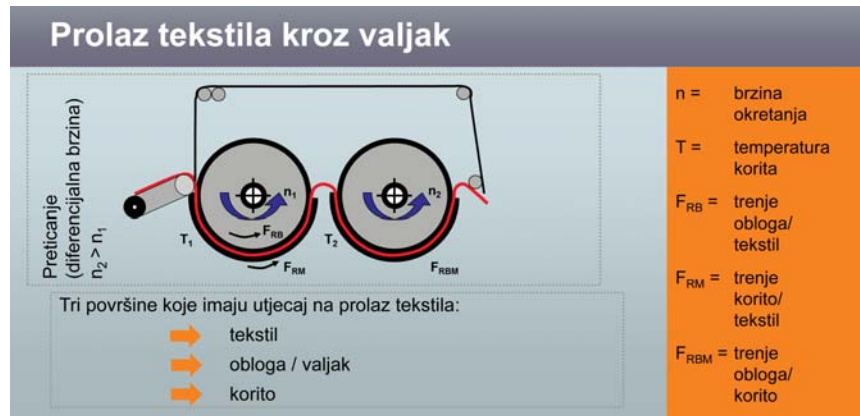 Prolaz tekstila kroz valjak
Preticanje
(diferencijalna brzina)
n2 > n1
n1
n2
T1
FRB
T2
FRM
FRBM
Tri površine koje imaju utjecaj na prolaz tekstila:
tekstil
obloga / valjak
korito
n = brzina
okretanja
T = temperatura
korita
FRB = trenje
obloga/
tekstil
FRM = trenje
korito/
tekstil
FRBM = trenje
obloga/
korito